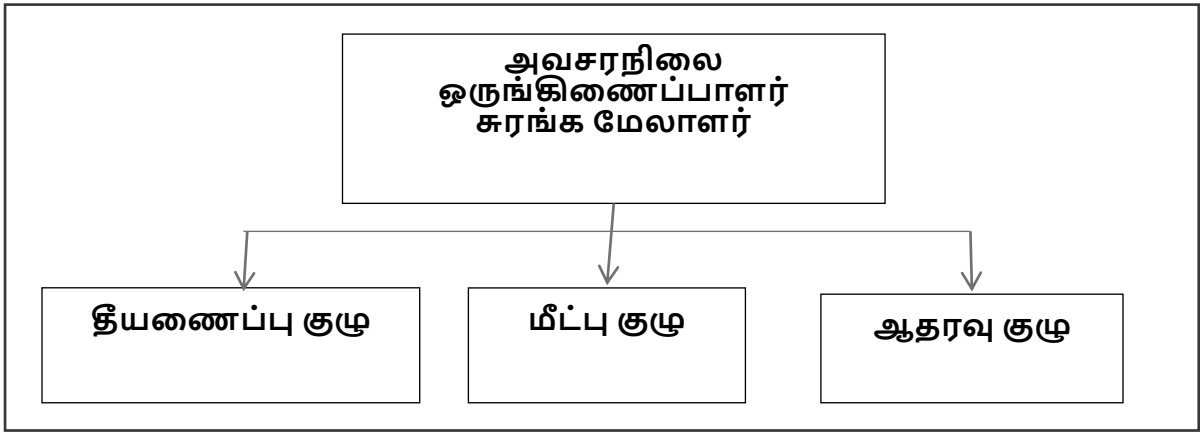 அவசரநிலை
ஒருங்கிணைப்பாளர்
சுரங்க மேலாளர்
தீயணைப்பு குழு
மீட்பு குழு
ஆதரவு குழு